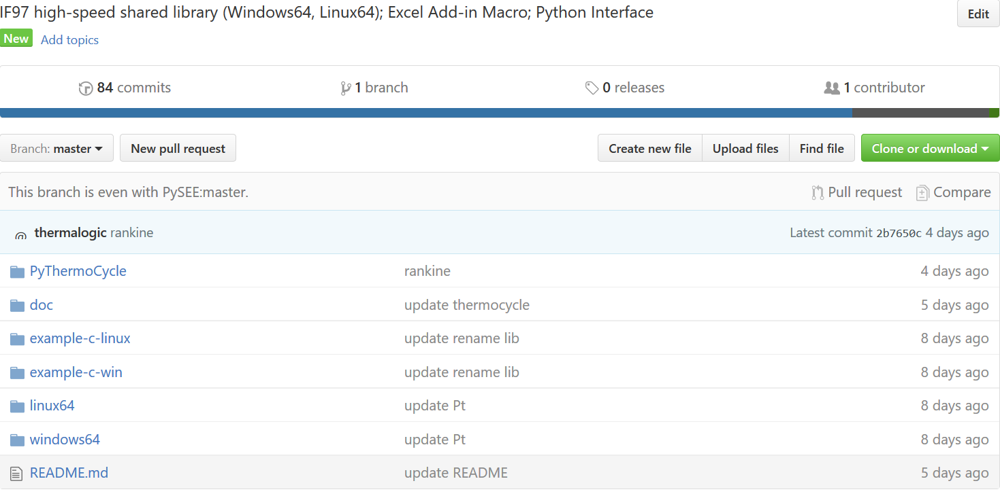 IF97 high-speed shared library (Windows64, Linux64); Excel Add-in Macro; Python Interface Edit
New Add topics
84 commits 1 branch 0 releases 1 contributor
Branch: master New pull request Create new file Upload files Find file Clone or download
This branch is even with PySEE:master. Pull request Compare
@ thermalogic rankine Latest commit 2b7650c 4 days ago
PyThermoCycle rankine 4 days ago
doc update thermocycle 5 days ago
example-c-linux update rename lib 8 days ago
example-c-win update rename lib 8 days ago
linux64 update Pt 8 days ago
windows64 update Pt 8 days ago
README.md update README 5 days ago